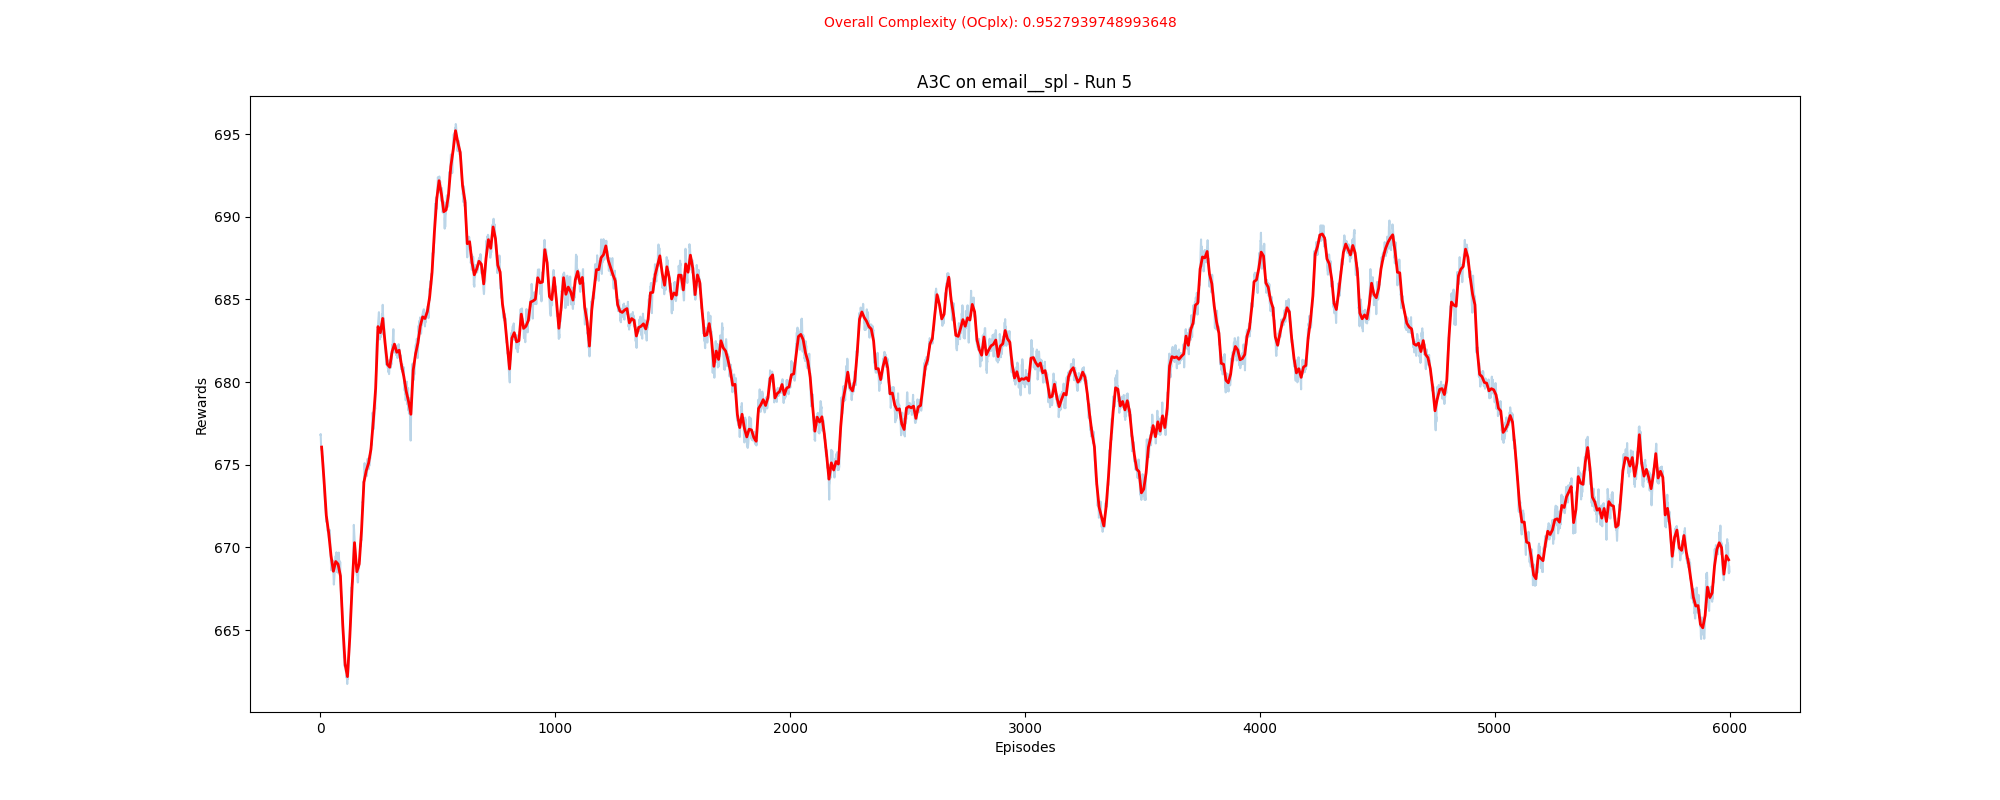 Overall Complexity (OCplx): 0.9527939748993648
A3C on email__spl - Run 5
695
690
685
680
675
670
665
Rewards
0 1000 2000 3000 4000 5000 6000
Episodes